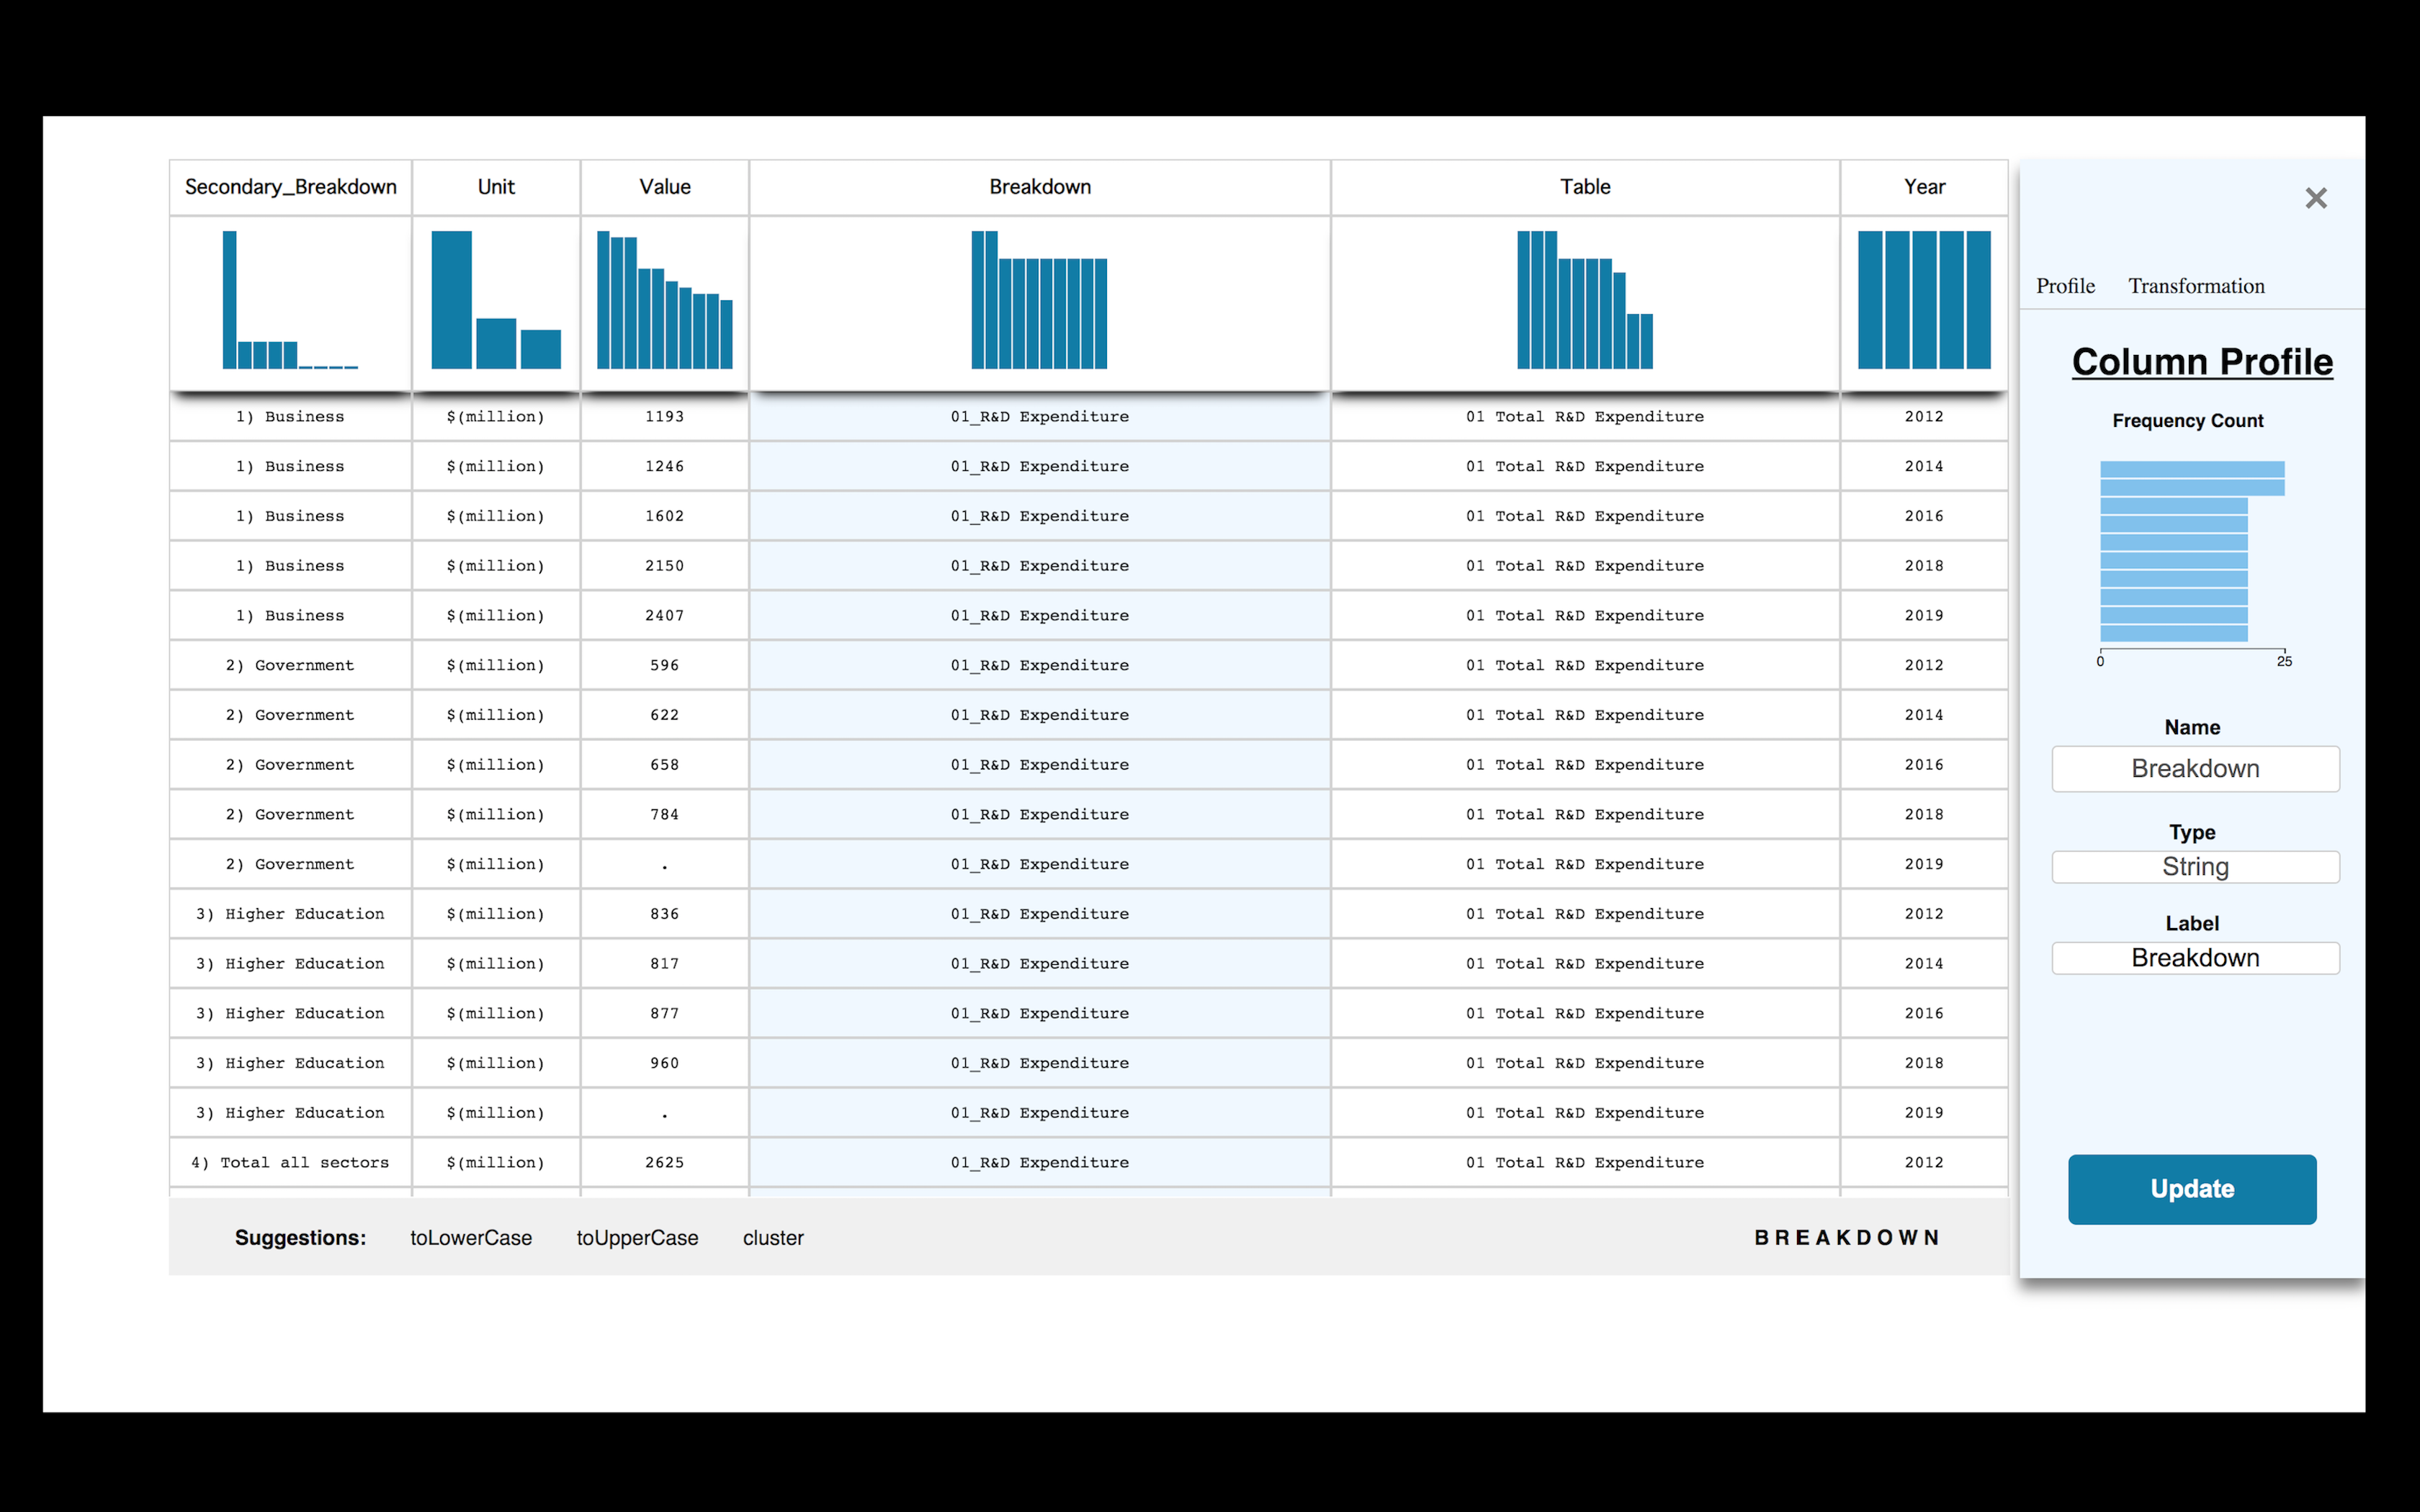 Secondary_Breakdown Unit Value Breakdown Table Year
1) Business $(million) 1193 01_R&D Expenditure 01 Total R&D Expenditure 2012
1) Business $(million) 1246 01_R&D Expenditure 01 Total R&D Expenditure 2014
1) Business $(million) 1602 01_R&D Expenditure 01 Total R&D Expenditure 2016
1) Business $(million) 2150 01_R&D Expenditure 01 Total R&D Expenditure 2018
1) Business $(million) 2407 01_R&D Expenditure 01 Total R&D Expenditure 2019
2) Government $(million) 596 01_R&D Expenditure 01 Total R&D Expenditure 2012
2) Government $(million) 622 01_R&D Expenditure 01 Total R&D Expenditure 2014
2) Government $(million) 658 01_R&D Expenditure 01 Total R&D Expenditure 2016
2) Government $(million) 784 01_R&D Expenditure 01 Total R&D Expenditure 2018
2) Government $(million) . 01_R&D Expenditure 01 Total R&D Expenditure 2019
3) Higher Education $(million) 836 01_R&D Expenditure 01 Total R&D Expenditure 2012
3) Higher Education $(million) 817 01_R&D Expenditure 01 Total R&D Expenditure 2014
3) Higher Education $(million) 877 01_R&D Expenditure 01 Total R&D Expenditure 2016
3) Higher Education $(million) 960 01_R&D Expenditure 01 Total R&D Expenditure 2018
3) Higher Education $(million) . 01_R&D Expenditure 01 Total R&D Expenditure 2019
4) Total all sectors $(million) 2625 01_R&D Expenditure 01 Total R&D Expenditure 2012
Suggestions: toLowerCase toUpperCase cluster BREAKDOWN
Profile Transformation
Column Profile
Frequency Count
0 25
Name
Breakdown
Type
String
Label
Breakdown
Update